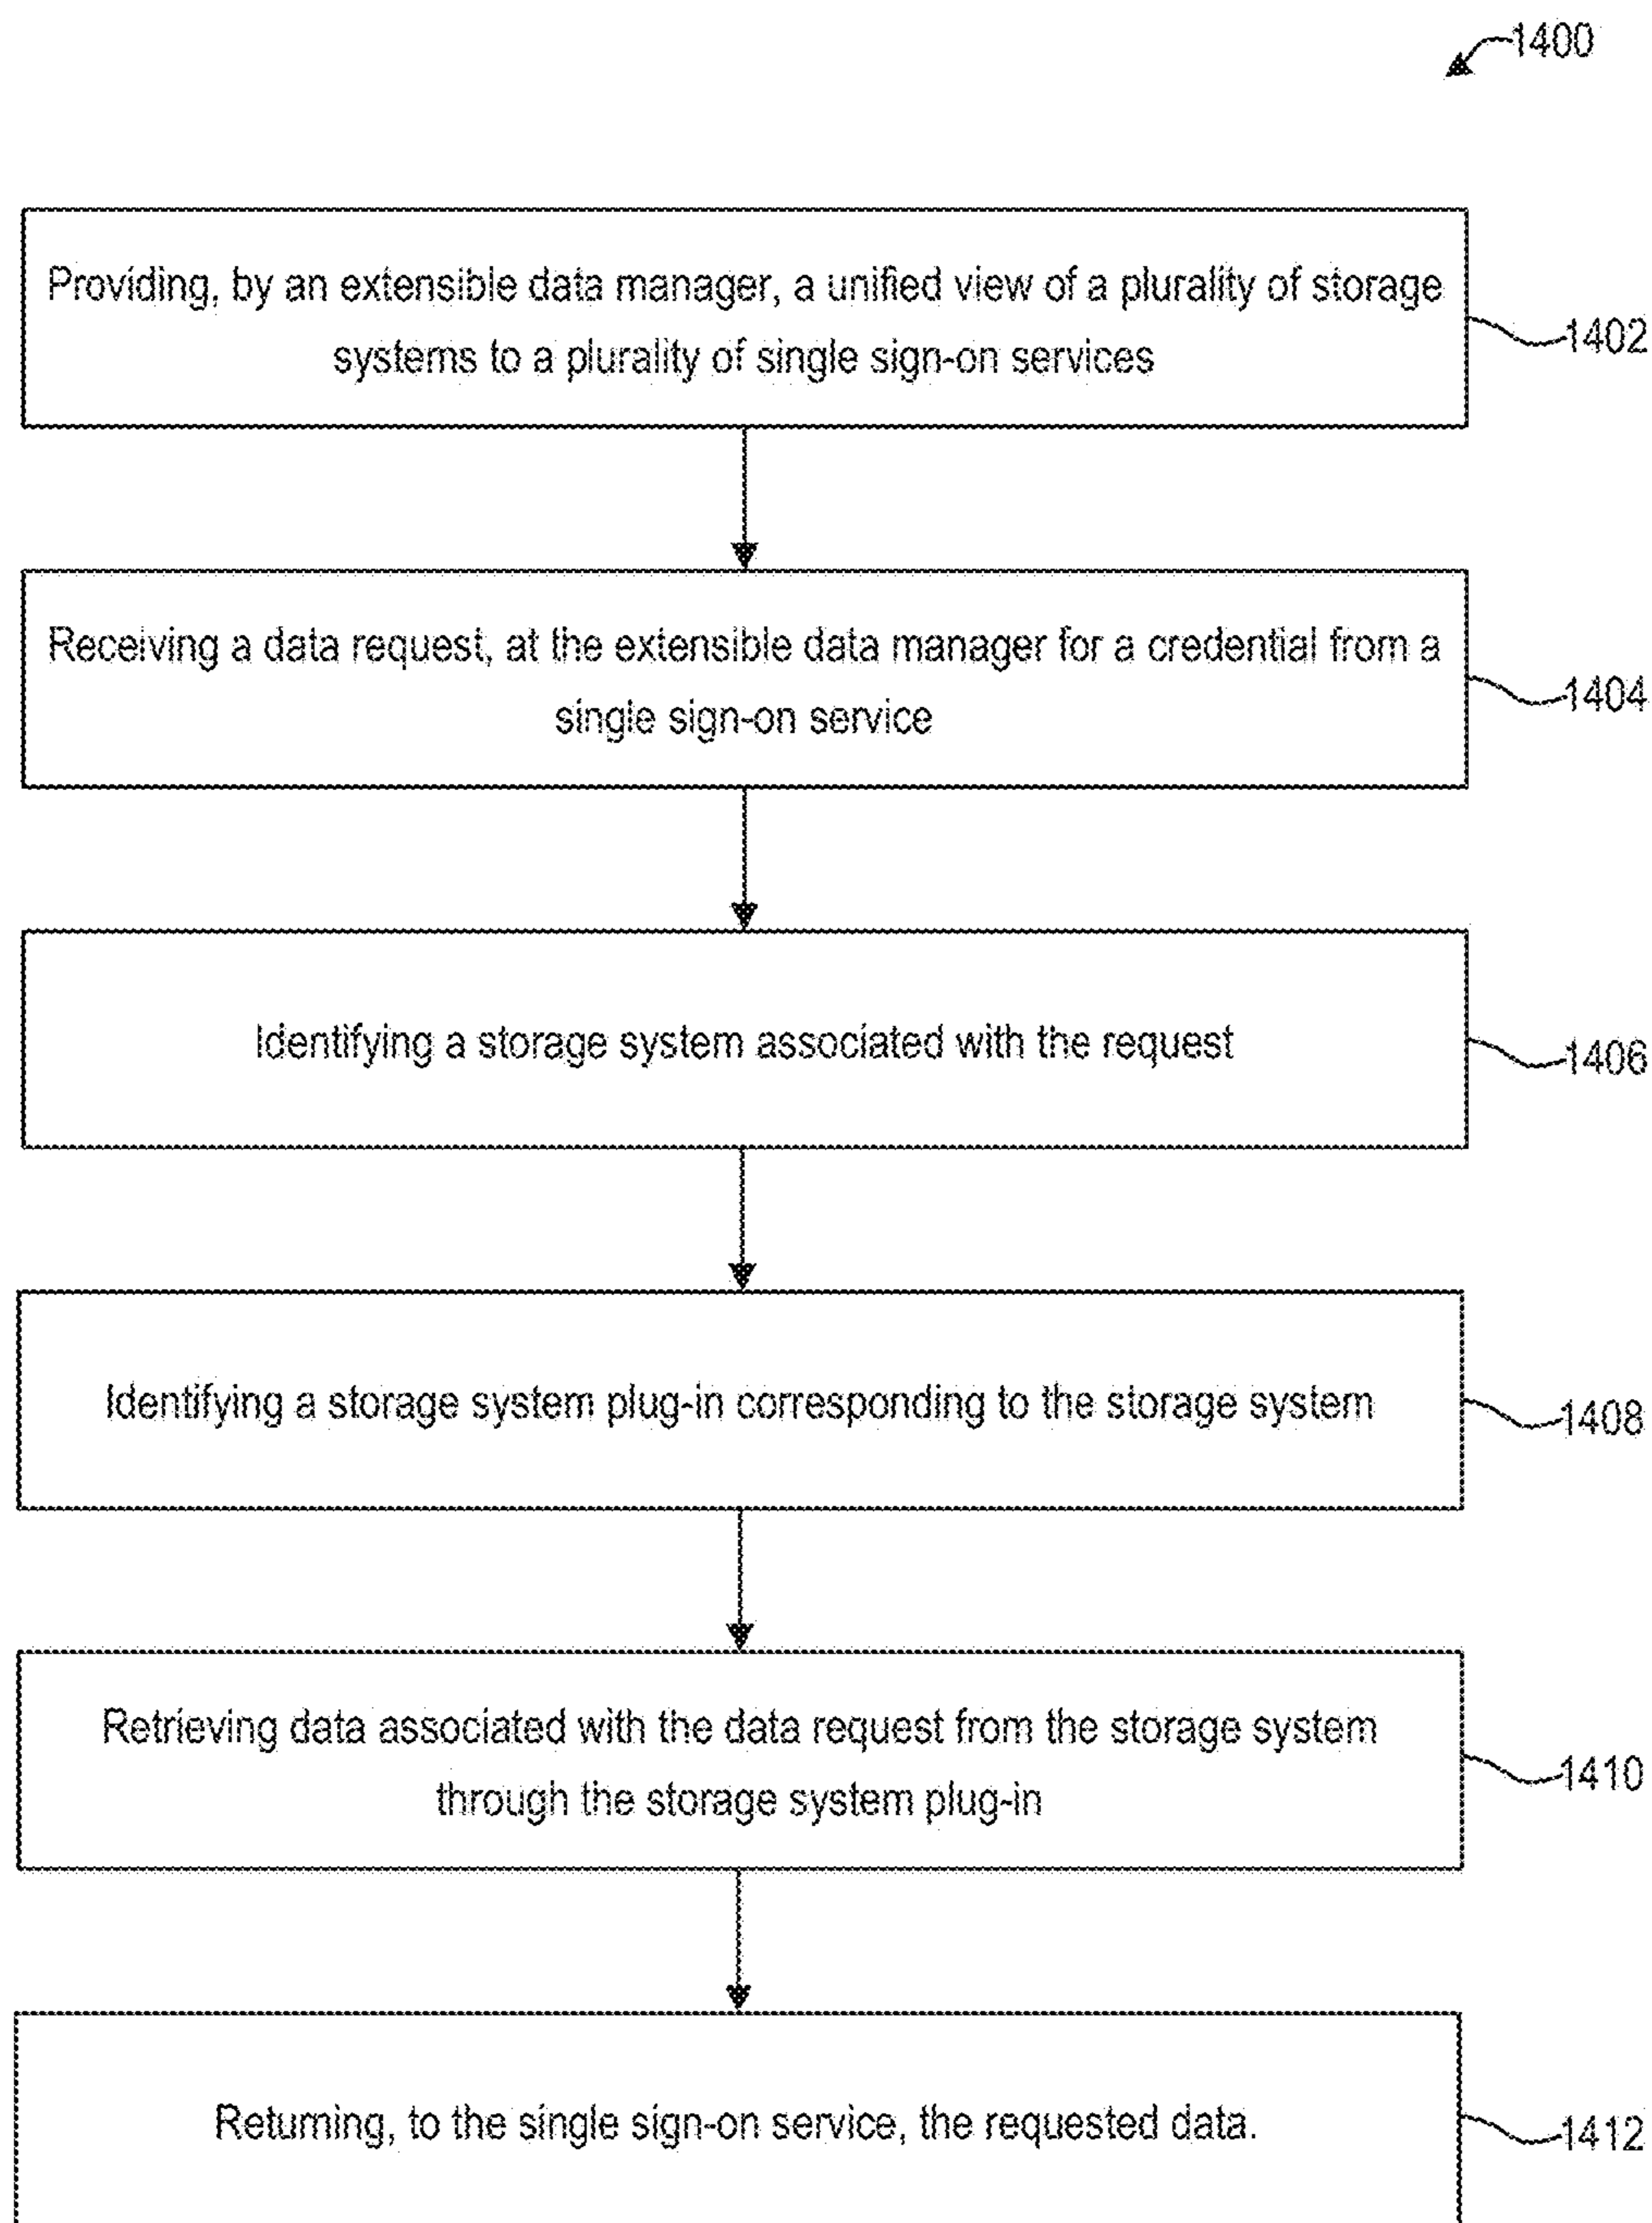 1400
Providing, by an extensible data manager, a unified view of a plurality of storage
systems to a plurality of single sign-on services
1402
Receiving a data request, at the extensible data manager for a credential from a
single sign-on service
1404
Identifying a storage system associated with the request
1406
Identifying a storage system plug-in corresponding to the storage system
1408
Retrieving data associated with the data request from the storage system
through the storage system plug-in
1410
Returning, to the single sign-on service, the requested data.
1412